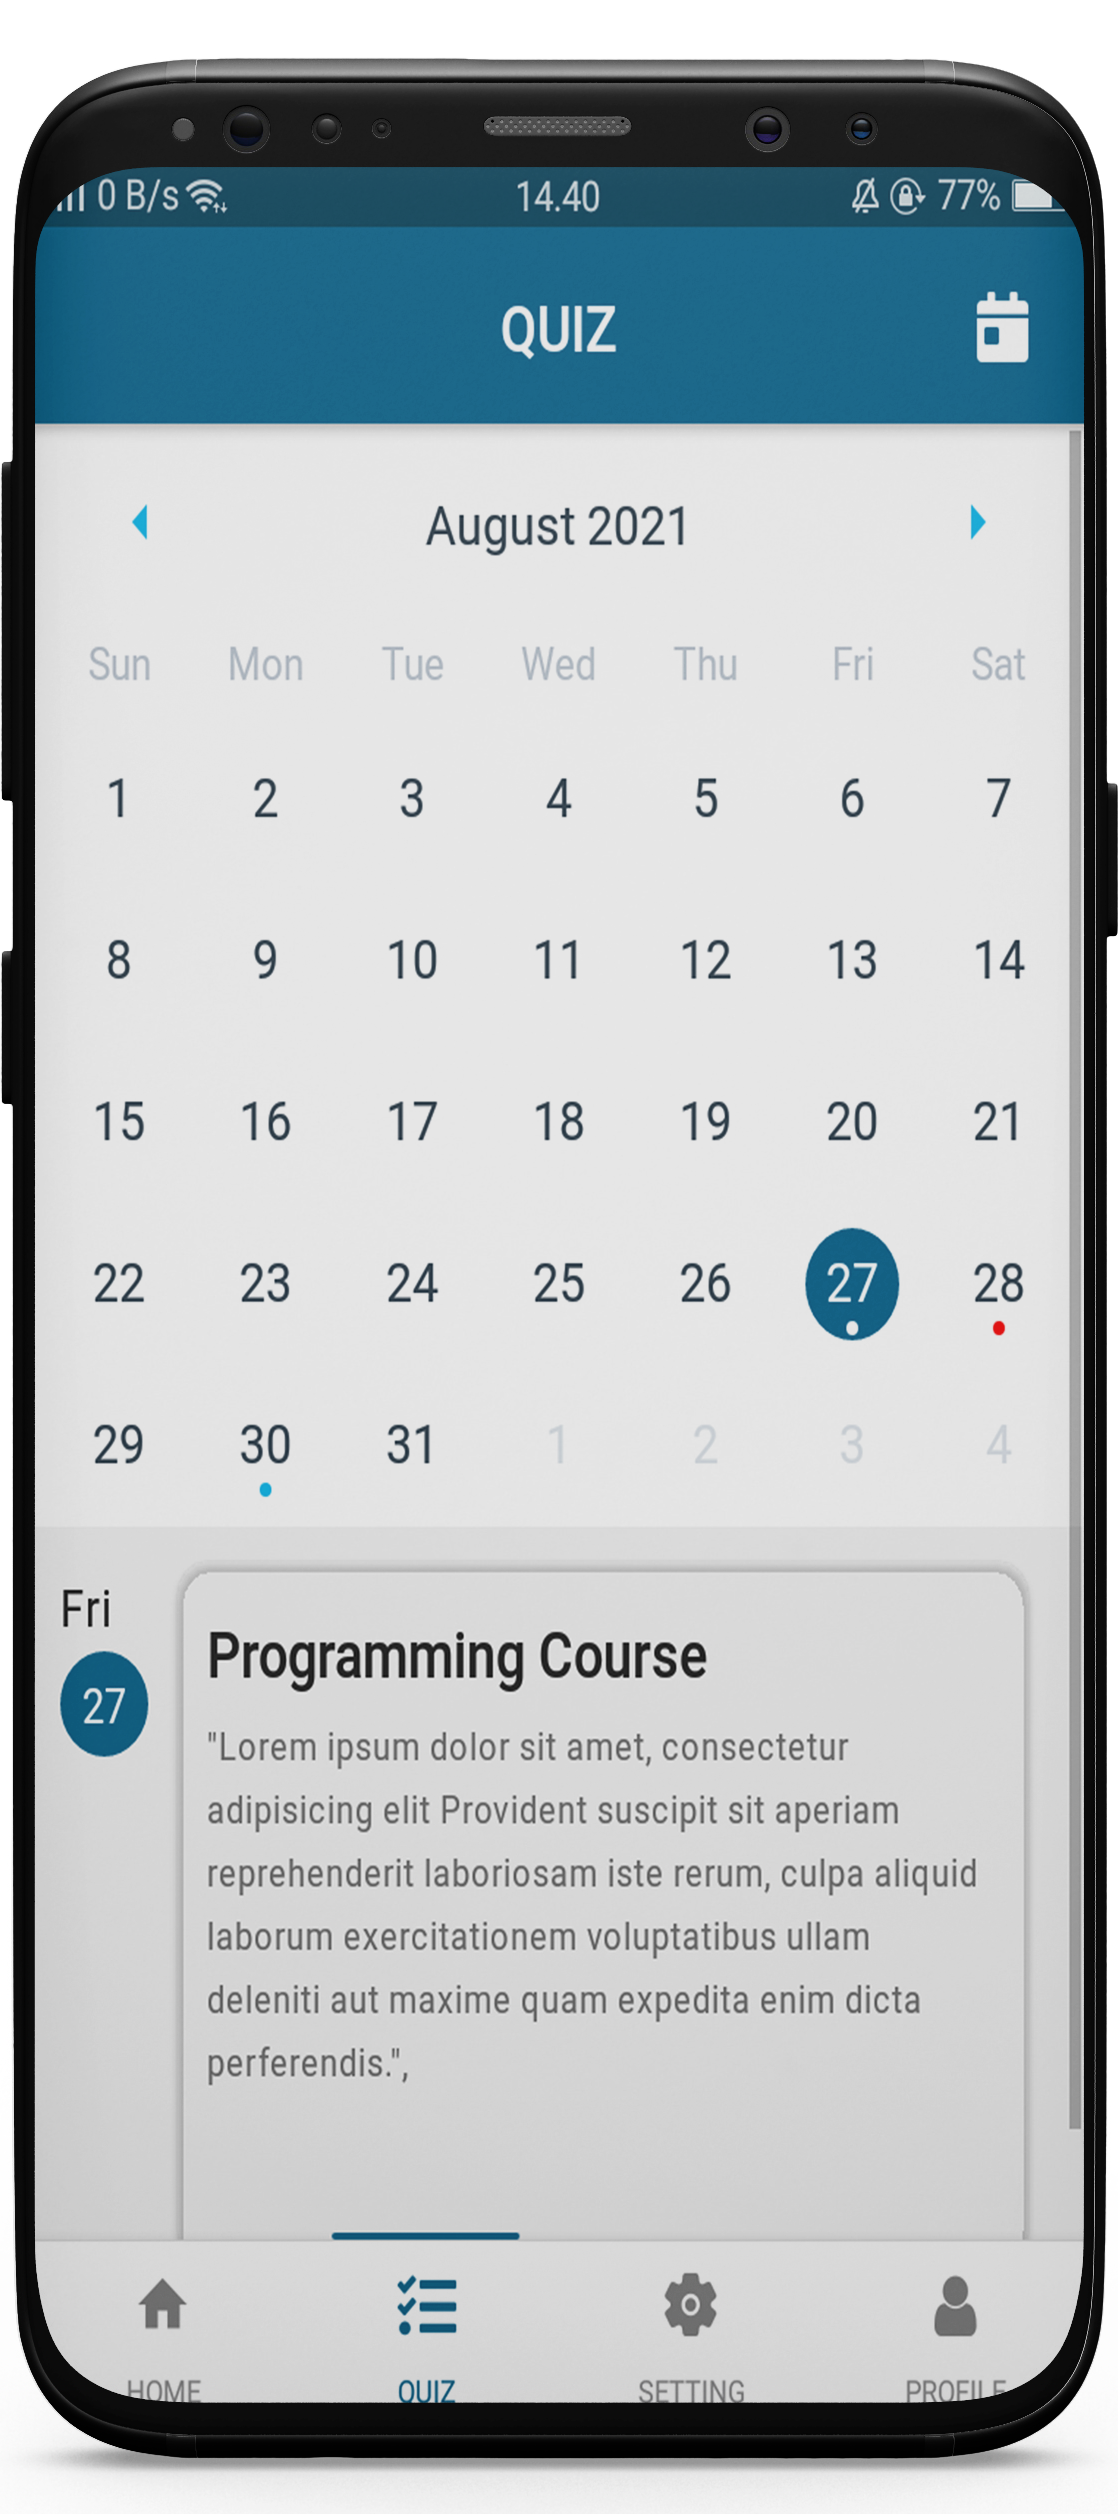 0 B/s 14.40 77%
QUIZ
August 2021
Sun Mon Tue Wed Thu Fri Sat
1 2 3 4 5 6 7
8 9 10 11 12 13 14
15 16 17 18 19 20 21
22 23 24 25 26 27 28
29 30 31 1 2 3 4
Fri
27
Programming Course
"Lorem ipsum dolor sit amet, consectetur
adipisicing elit Provident suscipit sit aperiam
reprehenderit laboriosam iste rerum, culpa aliquid
laborum exercitationem voluptatibus ullam
deleniti aut maxime quam expedita enim dicta
perferendis.",
HOME QUIZ SETTING PROFILE